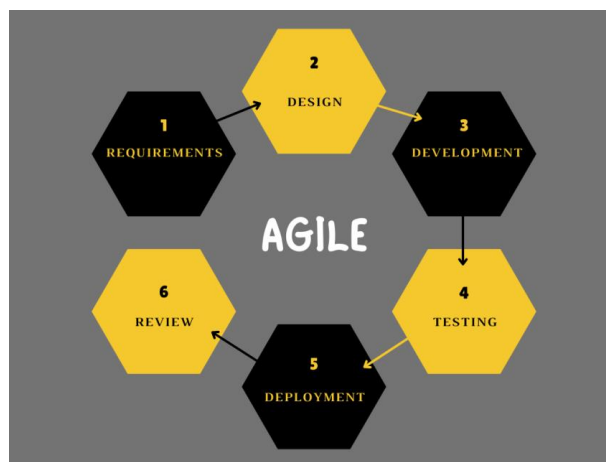 1
REQUIREMENTS
2
DESIGN
3
DEVELOPMENT
AGILE
4
TESTING
5
DEPLOYMENT
6
REVIEW